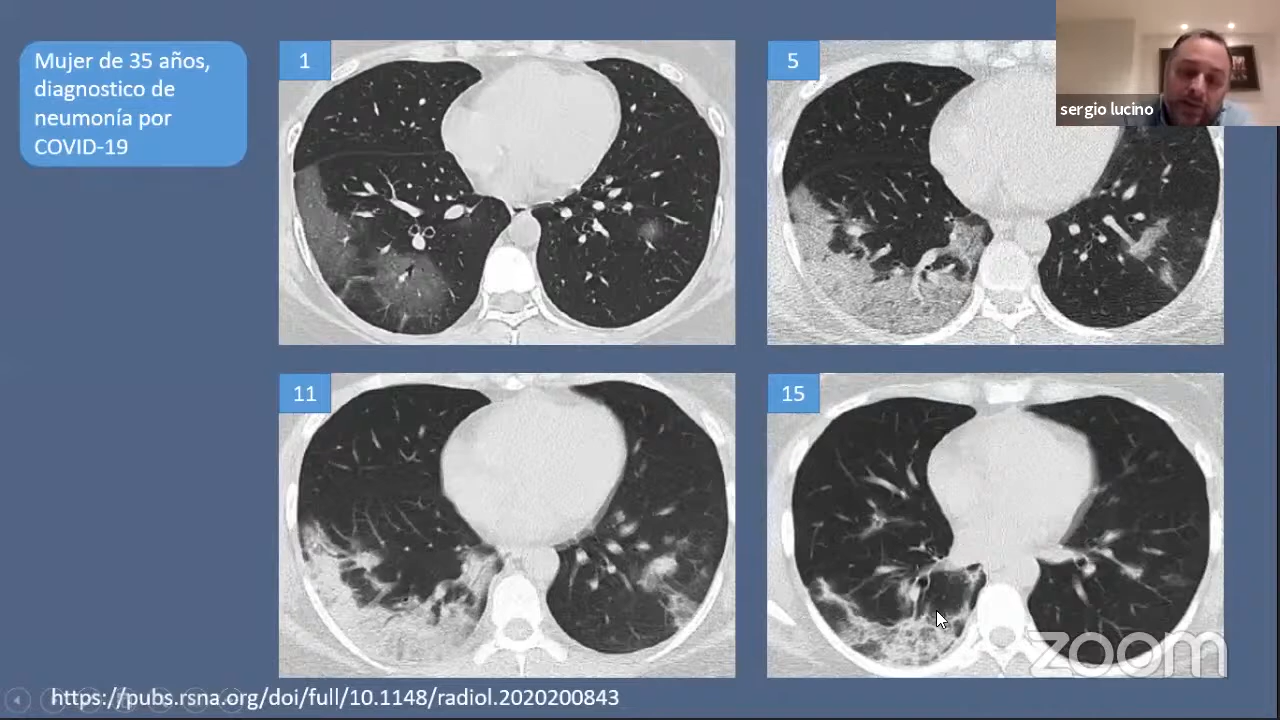 Mujer de 35 años,
diagnostico de
neumonía por
COVID-19
1
5
sergio lucino
11
15
zoom
https://pubs.rsna.org/doi/full/10.1148/radiol.2020200843